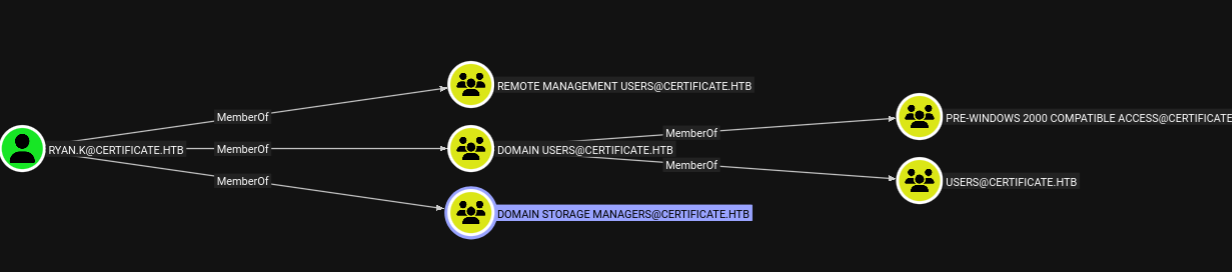 REMOTE MANAGEMENT USERS@CERTIFICATE.HTB
MemberOf
PRE-WINDOWS 2000 COMPATIBLE ACCESS@CERTIFICATE
MemberOf
RYAN.K@CERTIFICATE.HTB
MemberOf
DOMAIN USERS@CERTIFICATE.HTB
MemberOf
MemberOf
USERS@CERTIFICATE.HTB
DOMAIN STORAGE MANAGERS@CERTIFICATE.HTB